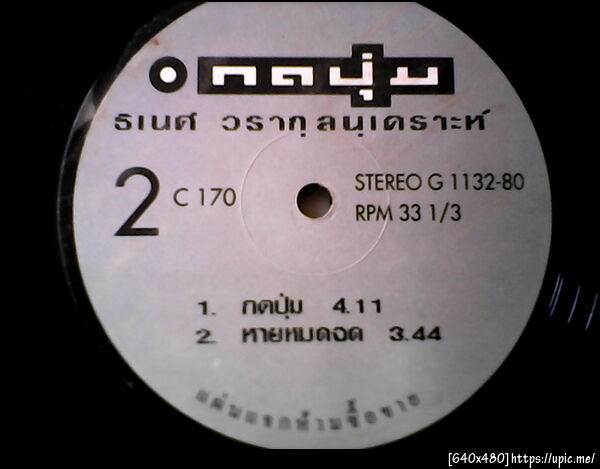 กดปุ่ม
ธเนศ วรากุลนุเคราะห์
2 C 170
STEREO G 1132-80
RPM 33 1/3
1. กดปุ่ม 4.11
2. หายหมดอด 3.44
แผ่นแจกห้ามซื้อขาย
[640x480]https://upic.me/